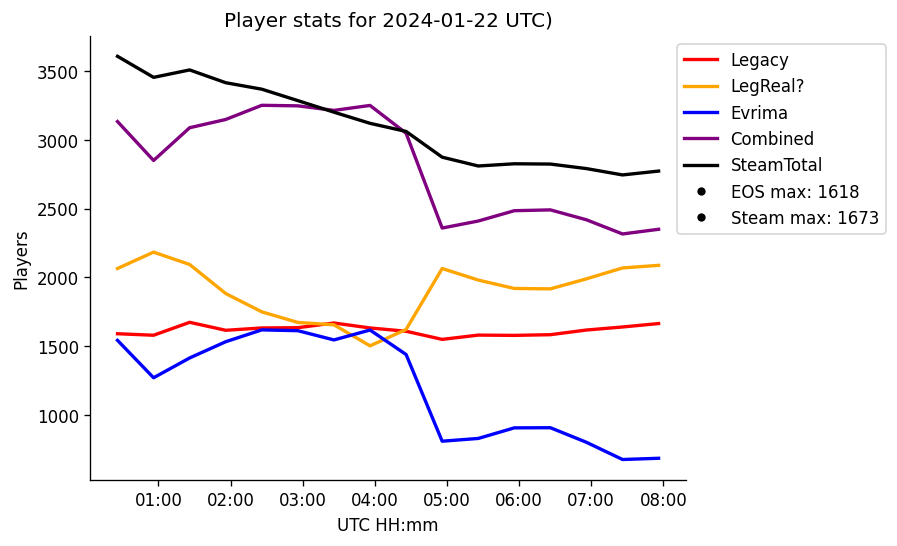 Player stats for 2024-01-22 UTC)
Players
3500
3000
2500
2000
1500
1000
01:00 02:00 03:00 04:00 05:00 06:00 07:00 08:00
UTC HH:mm
Legacy
LegReal?
Evrima
Combined
SteamTotal
EOS max: 1618
Steam max: 1673